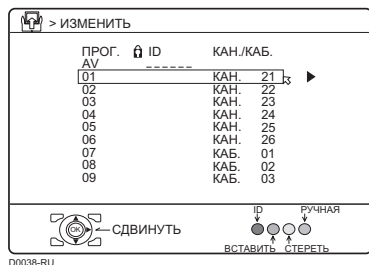 > ИЗМЕНИТЬ
ПРОГ. ID КАН./КАБ.
AV _ _ _ _ _ _
01 КАН. 21
02 КАН. 22
03 КАН. 23
04 КАН. 24
05 КАН. 25
06 КАН. 26
07 КАБ. 01
08 КАБ. 02
09 КАБ. 03
ID РУЧНАЯ
OK СДВИНУТЬ
ВСТАВИТЬ СТЕРЕТЬ
D0038-RU